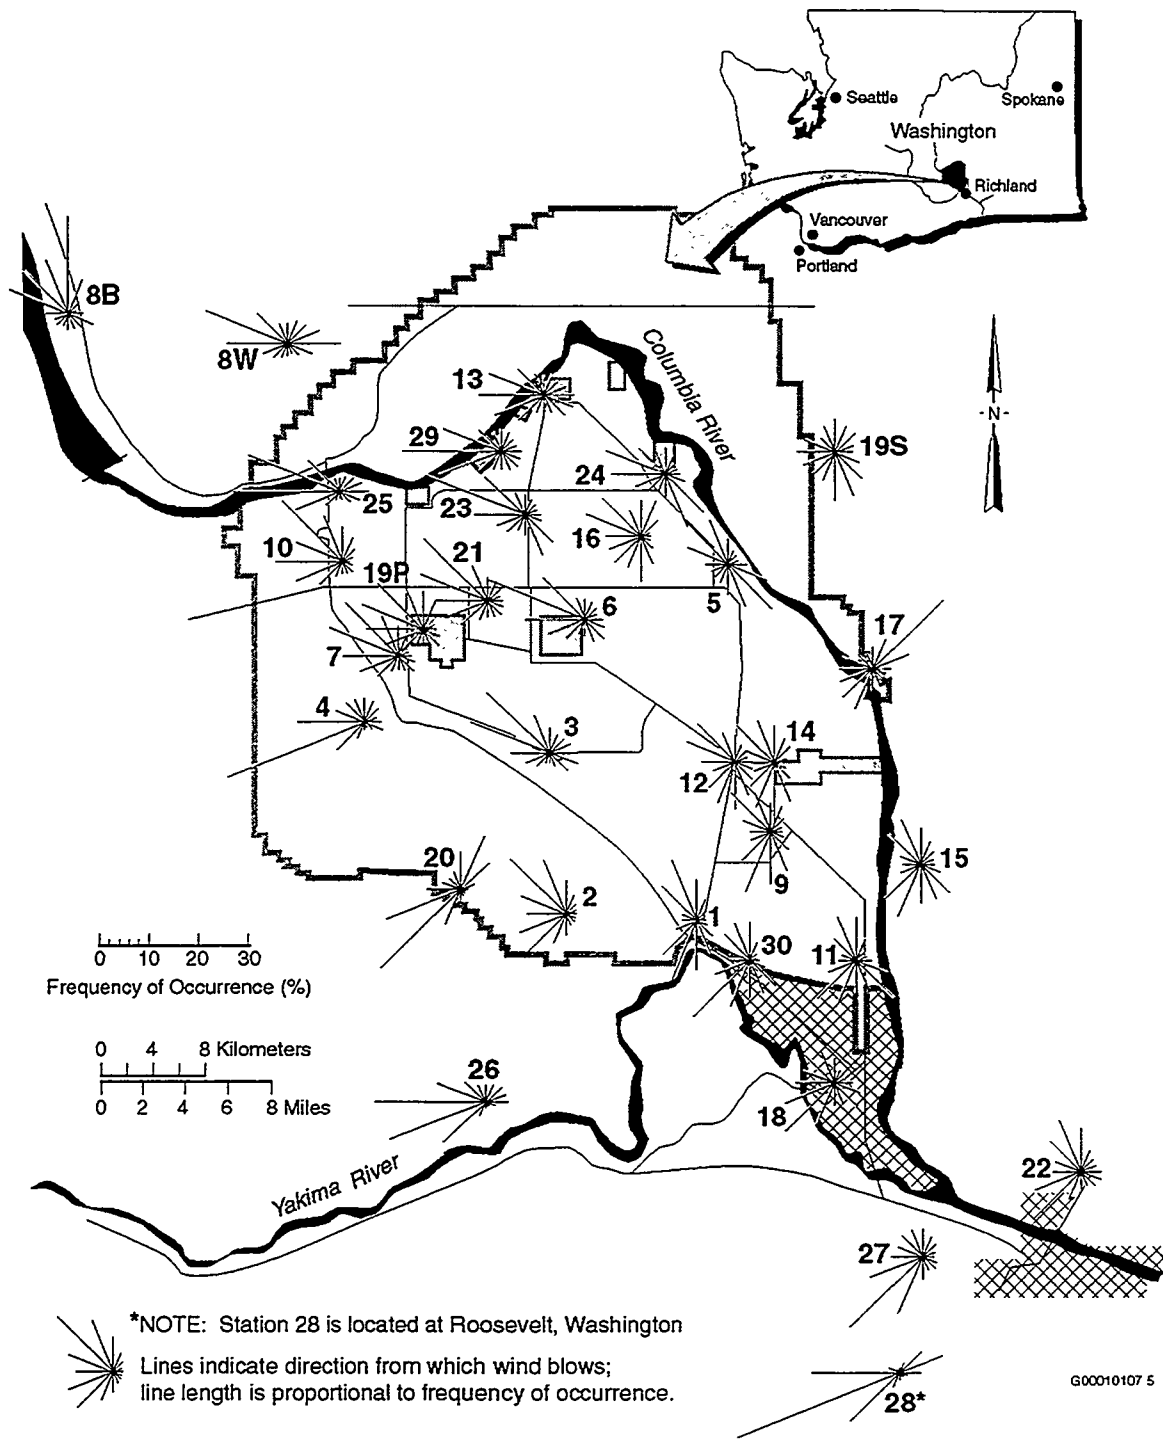 Seattle
Spokane
Washington
Richland
Vancouver
Portland
8B
8W
Columbia River
13
-N-
29
19S
24
25
23
16
10
21
19P
5
6
17
7
4
3
14
12
20
15
2
9
1
30
11
0 10 20 30
Frequency of Occurrence (%)
0 4 8 Kilometers
0 2 4 6 8 Miles
26
18
22
Yakima River
27
*NOTE: Station 28 is located at Roosevelt, Washington
Lines indicate direction from which wind blows;
line length is proportional to frequency of occurrence.
28*
G00010107 5